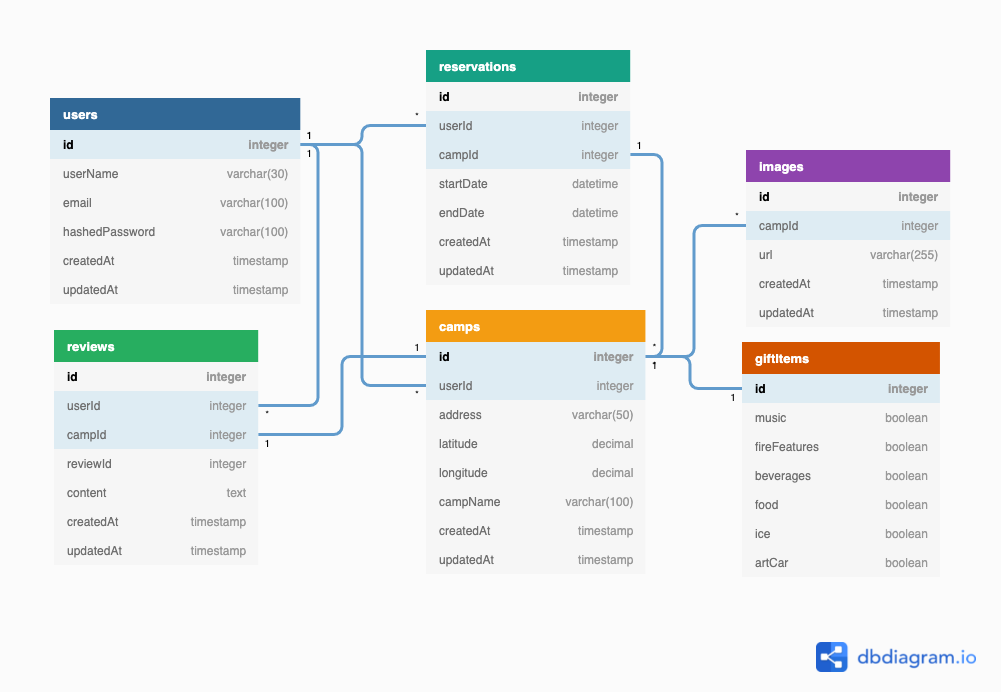 users
id integer
userName varchar(30)
email varchar(100)
hashedPassword varchar(100)
createdAt timestamp
updatedAt timestamp
1
1
reviews
id integer
userId integer
campId integer
reviewId integer
content text
createdAt timestamp
updatedAt timestamp
*
1
reservations
id integer
userId integer
campId integer
startDate datetime
endDate datetime
createdAt timestamp
updatedAt timestamp
*
1
camps
id integer
userId integer
address varchar(50)
latitude decimal
longitude decimal
campName varchar(100)
createdAt timestamp
updatedAt timestamp
1
*
*
1
images
id integer
campId integer
url varchar(255)
createdAt timestamp
updatedAt timestamp
*
giftItems
id integer
music boolean
fireFeatures boolean
beverages boolean
food boolean
ice boolean
artCar boolean
1
dbdiagram.io